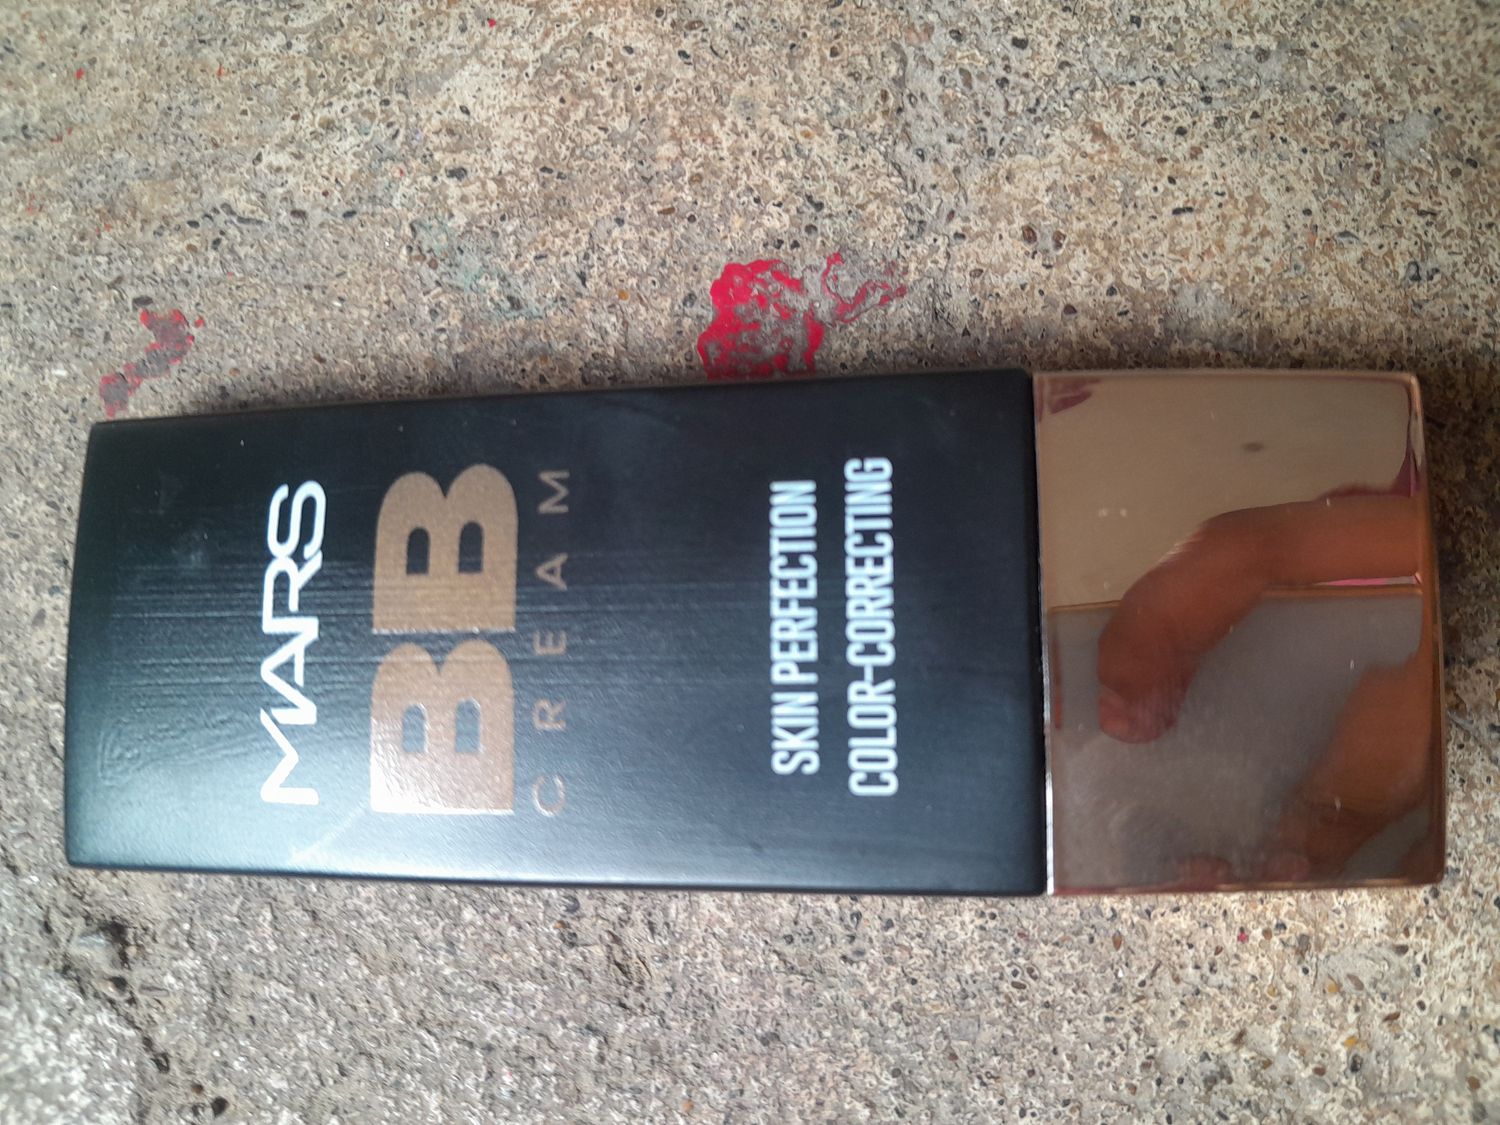 MARS
BB
CREAM
SKIN PERFECTION
COLOR-CORRECTING